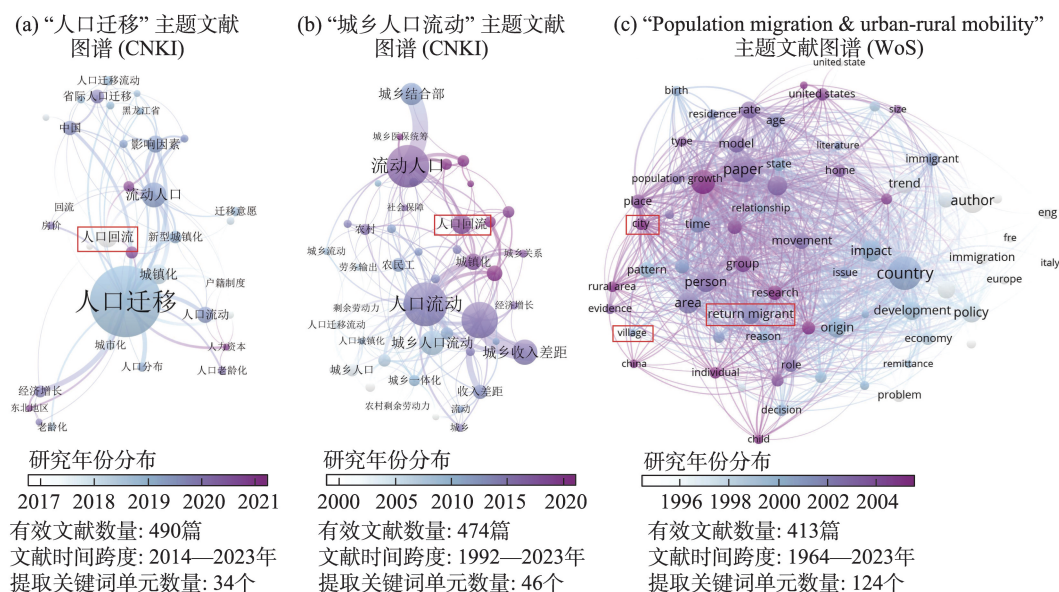 (a) “人口迁移” 主题文献
图谱 (CNKI)
人口迁移流动
省际人口迁移
黑龙江省
中国
影响因素
流动人口
回流
迁移意愿
房价
人口回流
新型城镇化
城镇化
户籍制度
人口迁移
人口流动
城市化
人力资本
人口分布
人口老龄化
经济增长
东北地区
老龄化
研究年份分布
2017 2018 2019 2020 2021
有效文献数量: 490篇
文献时间跨度: 2014—2023年
提取关键词单元数量: 34个
(b) “城乡人口流动” 主题文献
图谱 (CNKI)
城乡结合部
城乡医保统筹
流动人口
社会保障
人口回流
农村
城乡流动
城乡关系
劳务输出
农民工
城镇化
剩余劳动力
人口流动
经济增长
人口迁移流动
人口城镇化
城乡人口流动
城乡收入差距
城乡人口
城乡一体化
收入差距
农村剩余劳动力
流动
城乡
研究年份分布
2000 2005 2010 2015 2020
有效文献数量: 474篇
文献时间跨度: 1992—2023年
提取关键词单元数量: 46个
(c) “Population migration & urban-rural mobility”
主题文献图谱 (WoS)
united state
birth
united states
residence
rate
size
age
type
model
literature
immigrant
paper
state
home
population growth
trend
place
relationship
author
city
time
eng
movement
impact
fre
pattern
group
issue
immigration
italy
person
country
europe
rural area
research
evidence
area
return migrant
development
policy
village
reason
origin
economy
china
individual
role
remittance
problem
decision
child
研究年份分布
1996 1998 2000 2002 2004
有效文献数量: 413篇
文献时间跨度: 1964—2023年
提取关键词单元数量: 124个